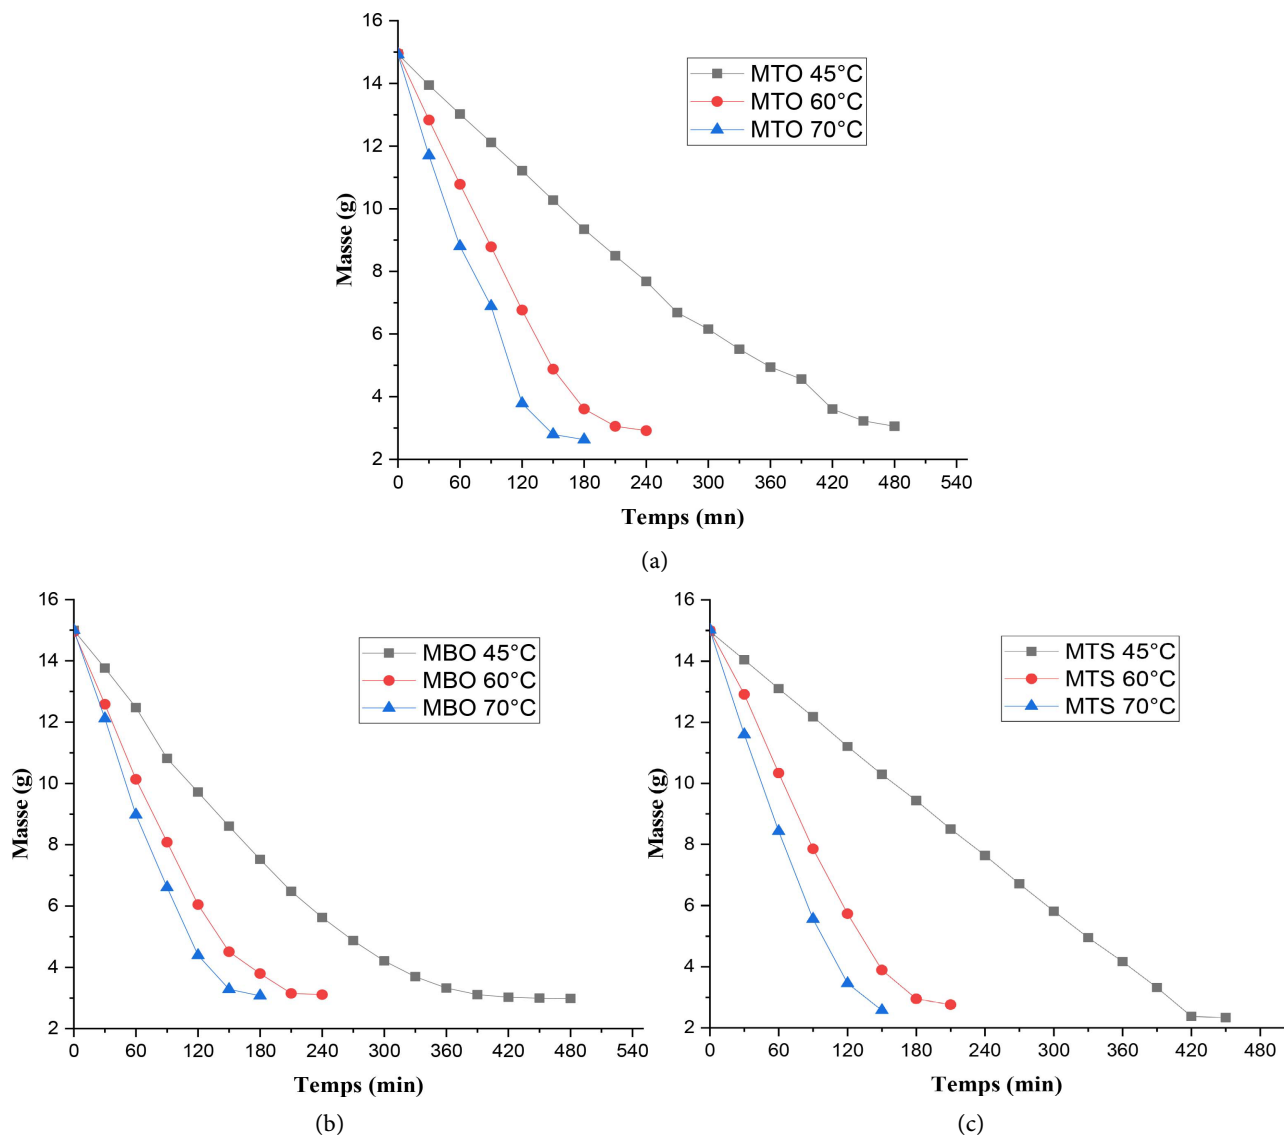 16
14
12
10
8
6
4
2
Masse (g)
MTO 45°C
MTO 60°C
MTO 70°C
0 60 120 180 240 300 360 420 480 540
Temps (mn)
(a)
16
14
12
10
8
6
4
2
Masse (g)
MBO 45°C
MBO 60°C
MBO 70°C
0 60 120 180 240 300 360 420 480 540
Temps (min)
(b)
16
14
12
10
8
6
4
2
Masse (g)
MTS 45°C
MTS 60°C
MTS 70°C
0 60 120 180 240 300 360 420 480
Temps (min)
(c)